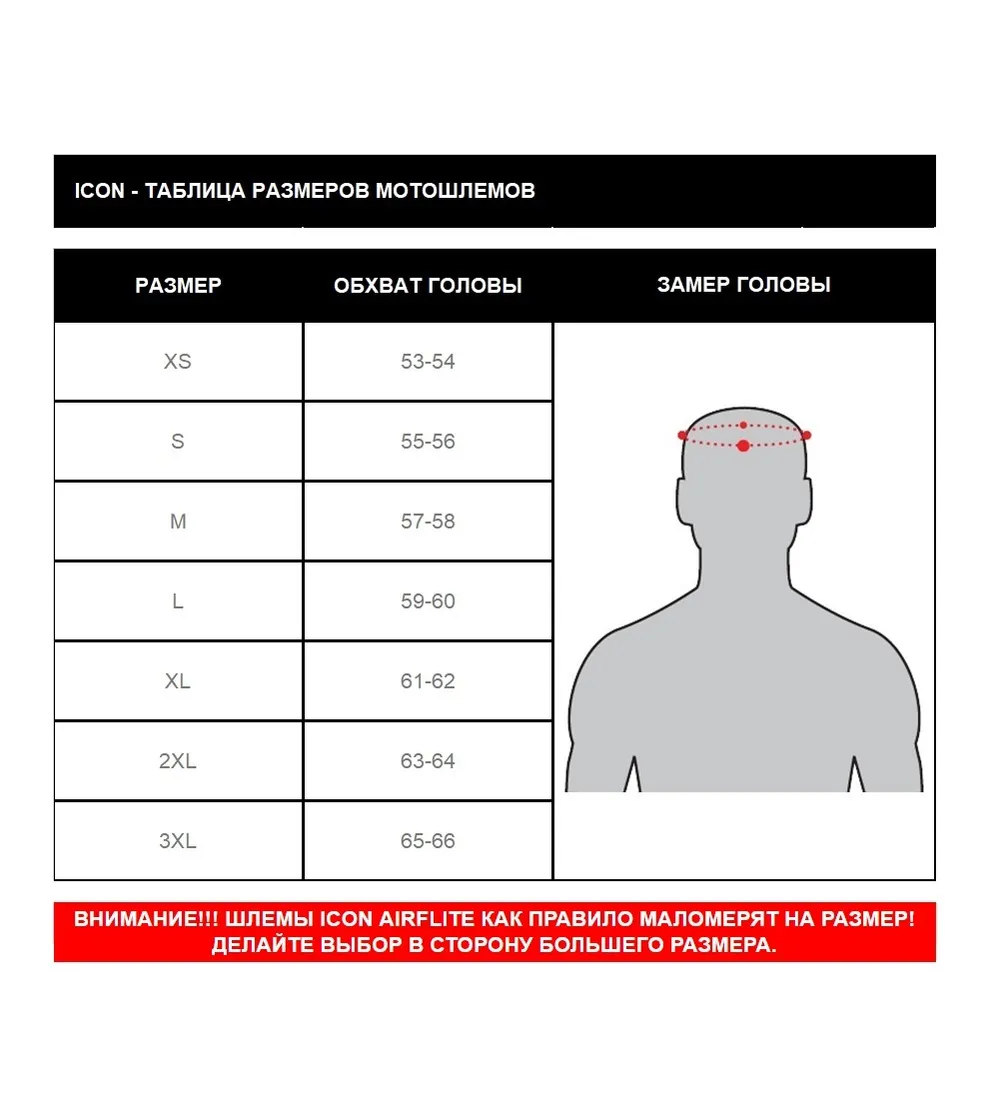 ICON - ТАБЛИЦА РАЗМЕРОВ МОТОШЛЕМОВ
РАЗМЕР ОБХВАТ ГОЛОВЫ ЗАМЕР ГОЛОВЫ
XS 53-54
S 55-56
M 57-58
L 59-60
XL 61-62
2XL 63-64
3XL 65-66
ВНИМАНИЕ!!! ШЛЕМЫ ICON AIRFLITE КАК ПРАВИЛО МАЛОМЕРЯТ НА РАЗМЕР!
ДЕЛАЙТЕ ВЫБОР В СТОРОНУ БОЛЬШЕГО РАЗМЕРА.